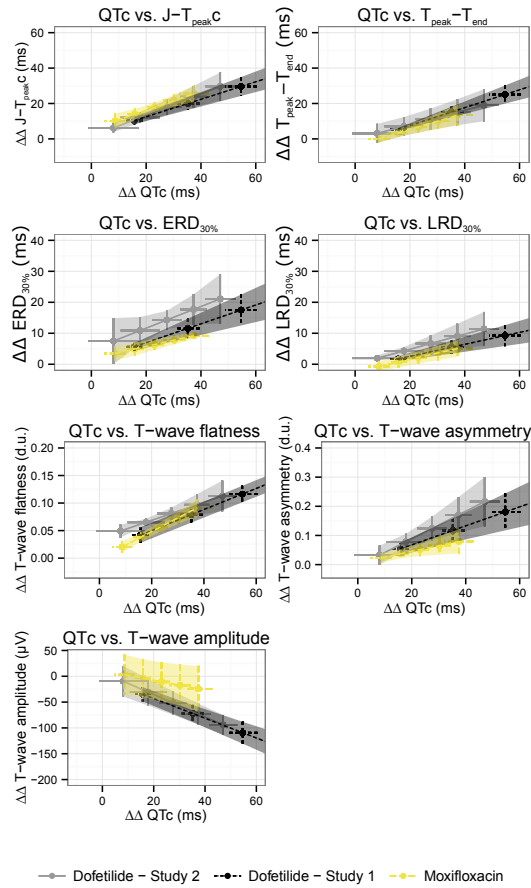 QTc vs. J−Tpeakc
QTc vs. Tpeak−Tend
ΔΔ J−Tpeakc (ms)
60
40
20
0
0 20 40 60
ΔΔ QTc (ms)
ΔΔ Tpeak−Tend (ms)
60
40
20
0
0 20 40 60
ΔΔ QTc (ms)
QTc vs. ERD30%
QTc vs. LRD30%
ΔΔ ERD30% (ms)
40
30
20
10
0
0 20 40 60
ΔΔ QTc (ms)
ΔΔ LRD30% (ms)
40
30
20
10
0
0 20 40 60
ΔΔ QTc (ms)
QTc vs. T−wave flatness
QTc vs. T−wave asymmetry
ΔΔ T−wave flatness (d.u.)
0.20
0.15
0.10
0.05
0.00
0 20 40 60
ΔΔ QTc (ms)
ΔΔ T−wave asymmetry (d.u.)
0.4
0.3
0.2
0.1
0.0
0 20 40 60
ΔΔ QTc (ms)
QTc vs. T−wave amplitude
ΔΔ T−wave amplitude (µV)
50
0
−50
−100
−150
−200
0 20 40 60
ΔΔ QTc (ms)
Dofetilide − Study 2 Dofetilide − Study 1 Moxifloxacin